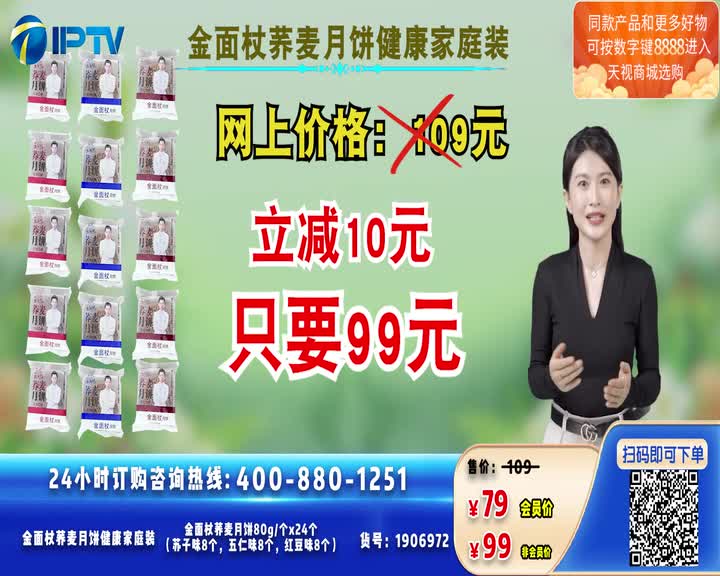 IPTV
金面杖荞麦月饼健康家庭装
同款产品和更多好物
可按数字键8888进入
天视商城选购
网上价格：109元
立减10元
只要99元
24小时订购咨询热线：400-880-1251
金面杖荞麦月饼健康家庭装
金面杖荞麦月饼80g/个x24个
（苏子味8个，五仁味8个，红豆味8个）
货号：1906972
售价：109
¥79 会员价
¥99 非会员价
扫码即可下单
荞麦月饼
金面杖